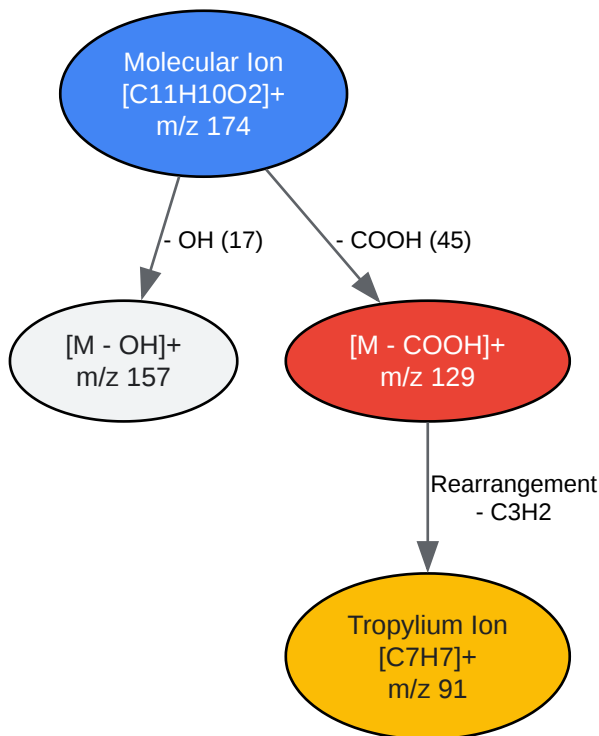 Molecular Ion
[C11H10O2]+
m/z 174
- OH (17)
- COOH (45)
[M - OH]+
m/z 157
[M - COOH]+
m/z 129
Rearrangement
- C3H2
Tropylium Ion
[C7H7]+
m/z 91